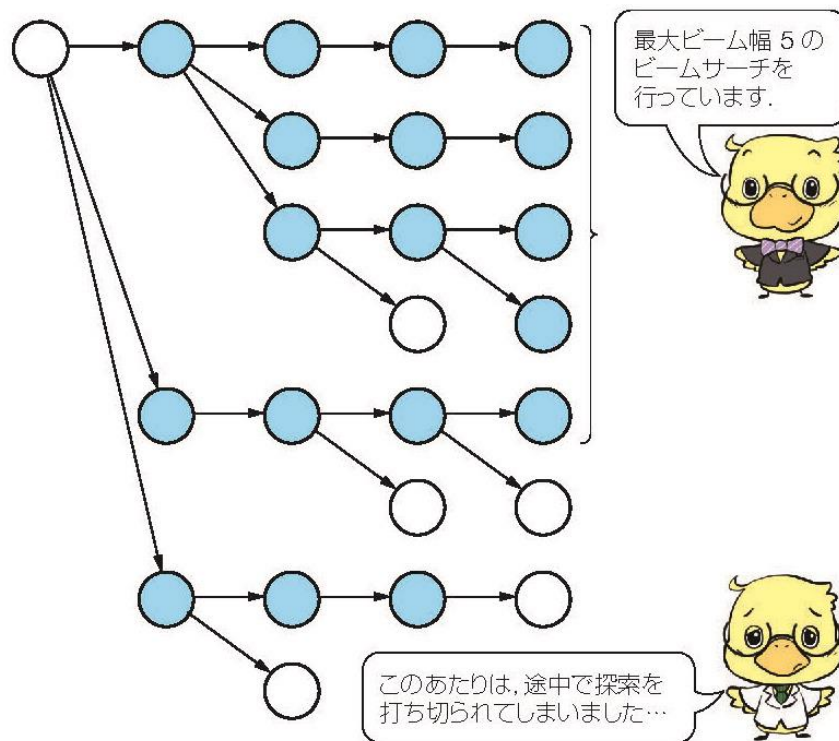 最大ビーム幅 5 の
ビームサーチを
行っています.
このあたりは, 途中で探索を
打ち切られてしまいました…